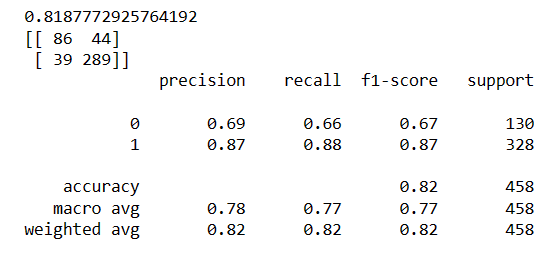 0.8187772925764192
[[ 86  44]
 [ 39 289]]
              precision    recall  f1-score   support

           0       0.69      0.66      0.67       130
           1       0.87      0.88      0.87       328

    accuracy                           0.82       458
   macro avg       0.78      0.77      0.77       458
weighted avg       0.82      0.82      0.82       458